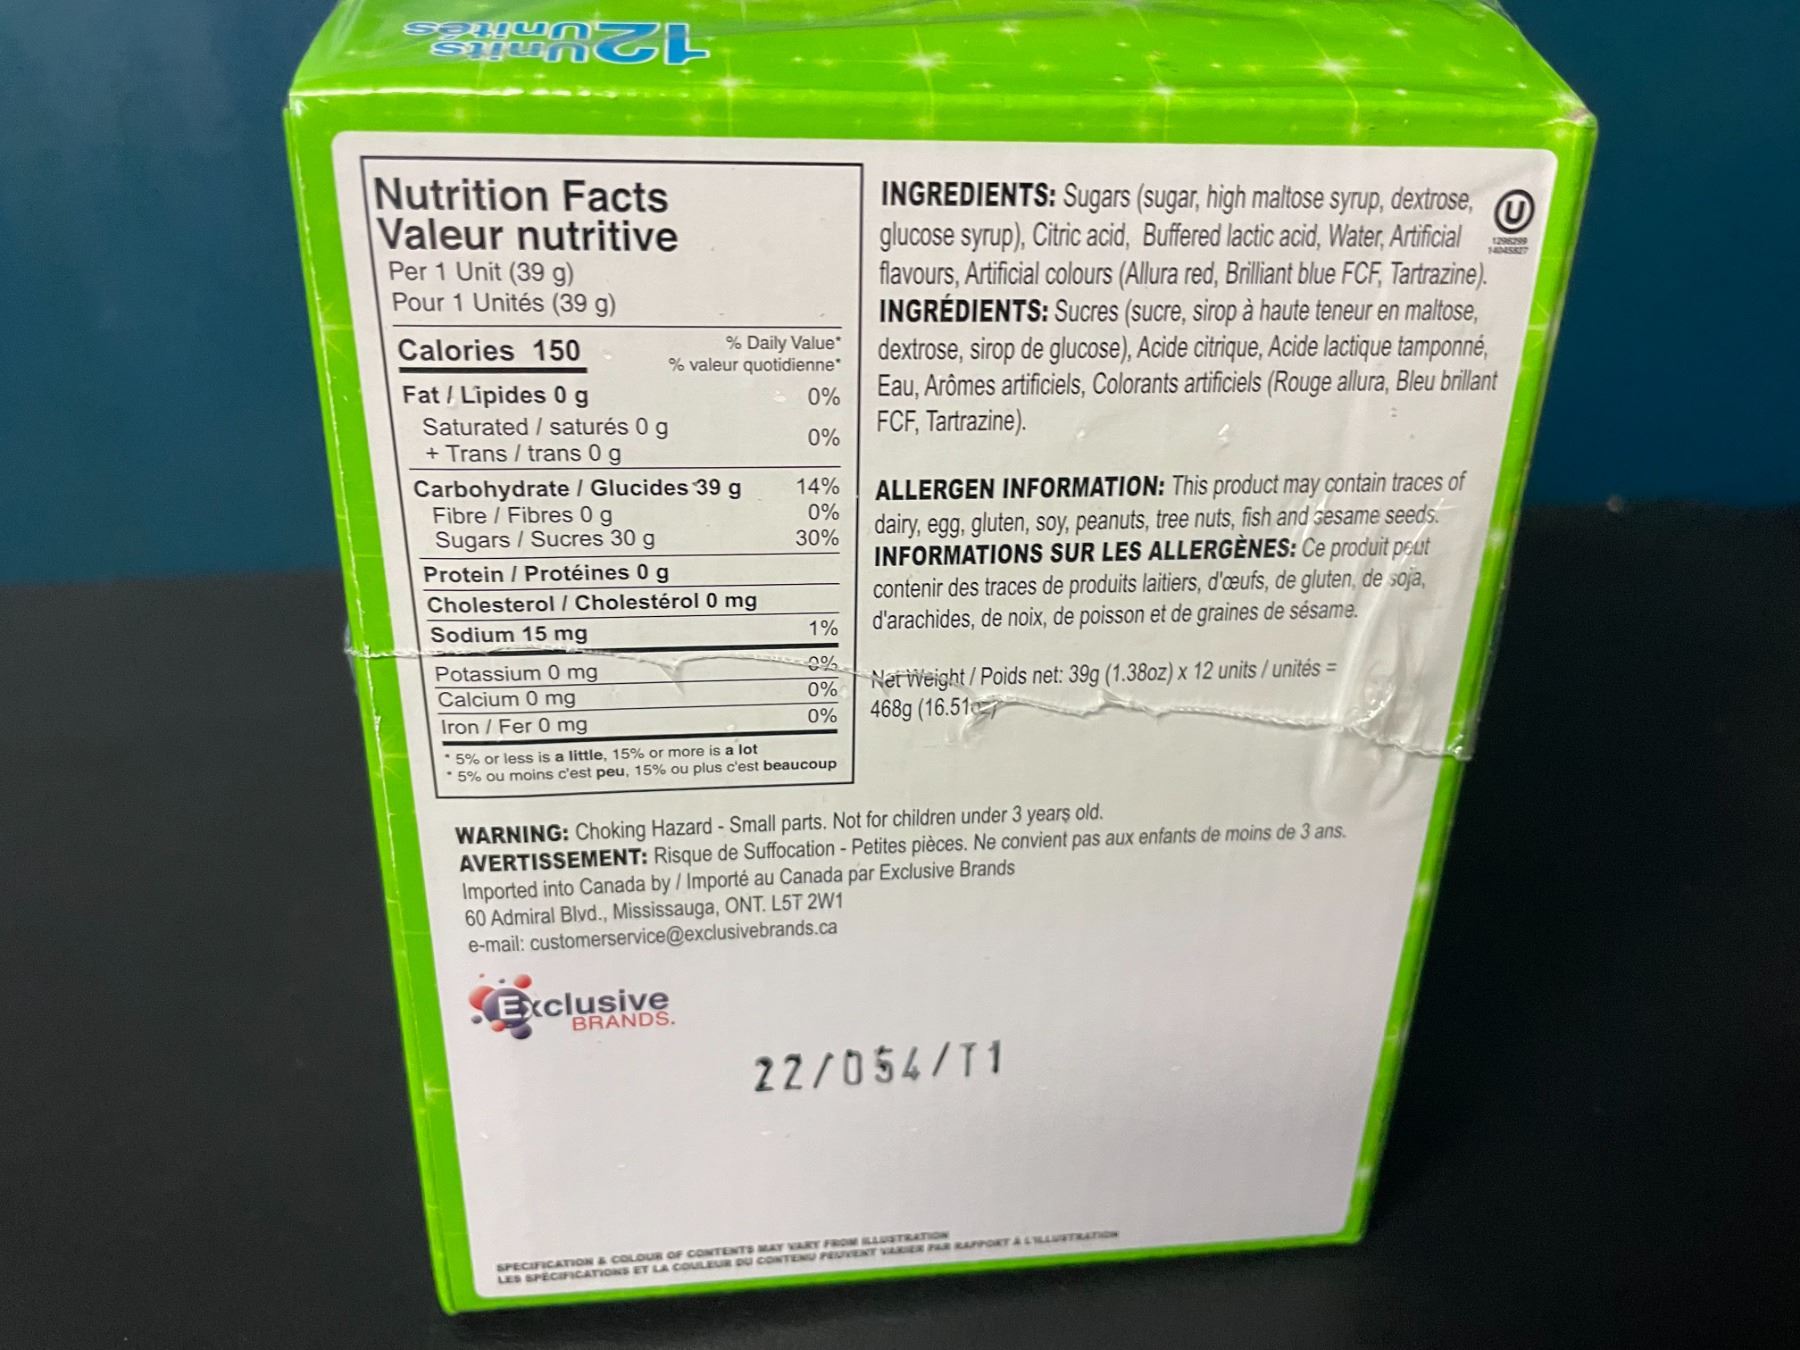 12 Units
Unités
Nutrition Facts
Valeur nutritive
Per 1 Unit (39 g)
Pour 1 Unités (39 g)
Calories 150
% Daily Value*
% valeur quotidienne*
Fat / Lipides 0 g 0%
Saturated / saturés 0 g
+ Trans / trans 0 g 0%
Carbohydrate / Glucides 39 g 14%
Fibre / Fibres 0 g 0%
Sugars / Sucres 30 g 30%
Protein / Protéines 0 g
Cholesterol / Cholestérol 0 mg
Sodium 15 mg 1%
Potassium 0 mg 0%
Calcium 0 mg 0%
Iron / Fer 0 mg 0%
* 5% or less is a little, 15% or more is a lot
* 5% ou moins c'est peu, 15% ou plus c'est beaucoup
INGREDIENTS: Sugars (sugar, high maltose syrup, dextrose,
glucose syrup), Citric acid, Buffered lactic acid, Water, Artificial
flavours, Artificial colours (Allura red, Brilliant blue FCF, Tartrazine).
INGRÉDIENTS: Sucres (sucre, sirop à haute teneur en maltose,
dextrose, sirop de glucose), Acide citrique, Acide lactique tamponné,
Eau, Arômes artificiels, Colorants artificiels (Rouge allura, Bleu brillant
FCF, Tartrazine).
U
1296299
14045827
ALLERGEN INFORMATION: This product may contain traces of
dairy, egg, gluten, soy, peanuts, tree nuts, fish and sesame seeds.
INFORMATIONS SUR LES ALLERGÈNES: Ce produit peut
contenir des traces de produits laitiers, d'œufs, de gluten, de soja,
d'arachides, de noix, de poisson et de graines de sésame.
Net Weight / Poids net: 39g (1.38oz) x 12 units / unités =
468g (16.51oz)
WARNING: Choking Hazard - Small parts. Not for children under 3 years old.
AVERTISSEMENT: Risque de Suffocation - Petites pièces. Ne convient pas aux enfants de moins de 3 ans.
Imported into Canada by / Importé au Canada par Exclusive Brands
60 Admiral Blvd., Mississauga, ONT. L5T 2W1
e-mail: customerservice@exclusivebrands.ca
Exclusive
BRANDS.
22/054/T1
SPECIFICATION & COLOUR OF CONTENTS MAY VARY FROM ILLUSTRATION
LES SPÉCIFICATIONS ET LA COULEUR DU CONTENU PEUVENT VARIER PAR RAPPORT À L'ILLUSTRATION